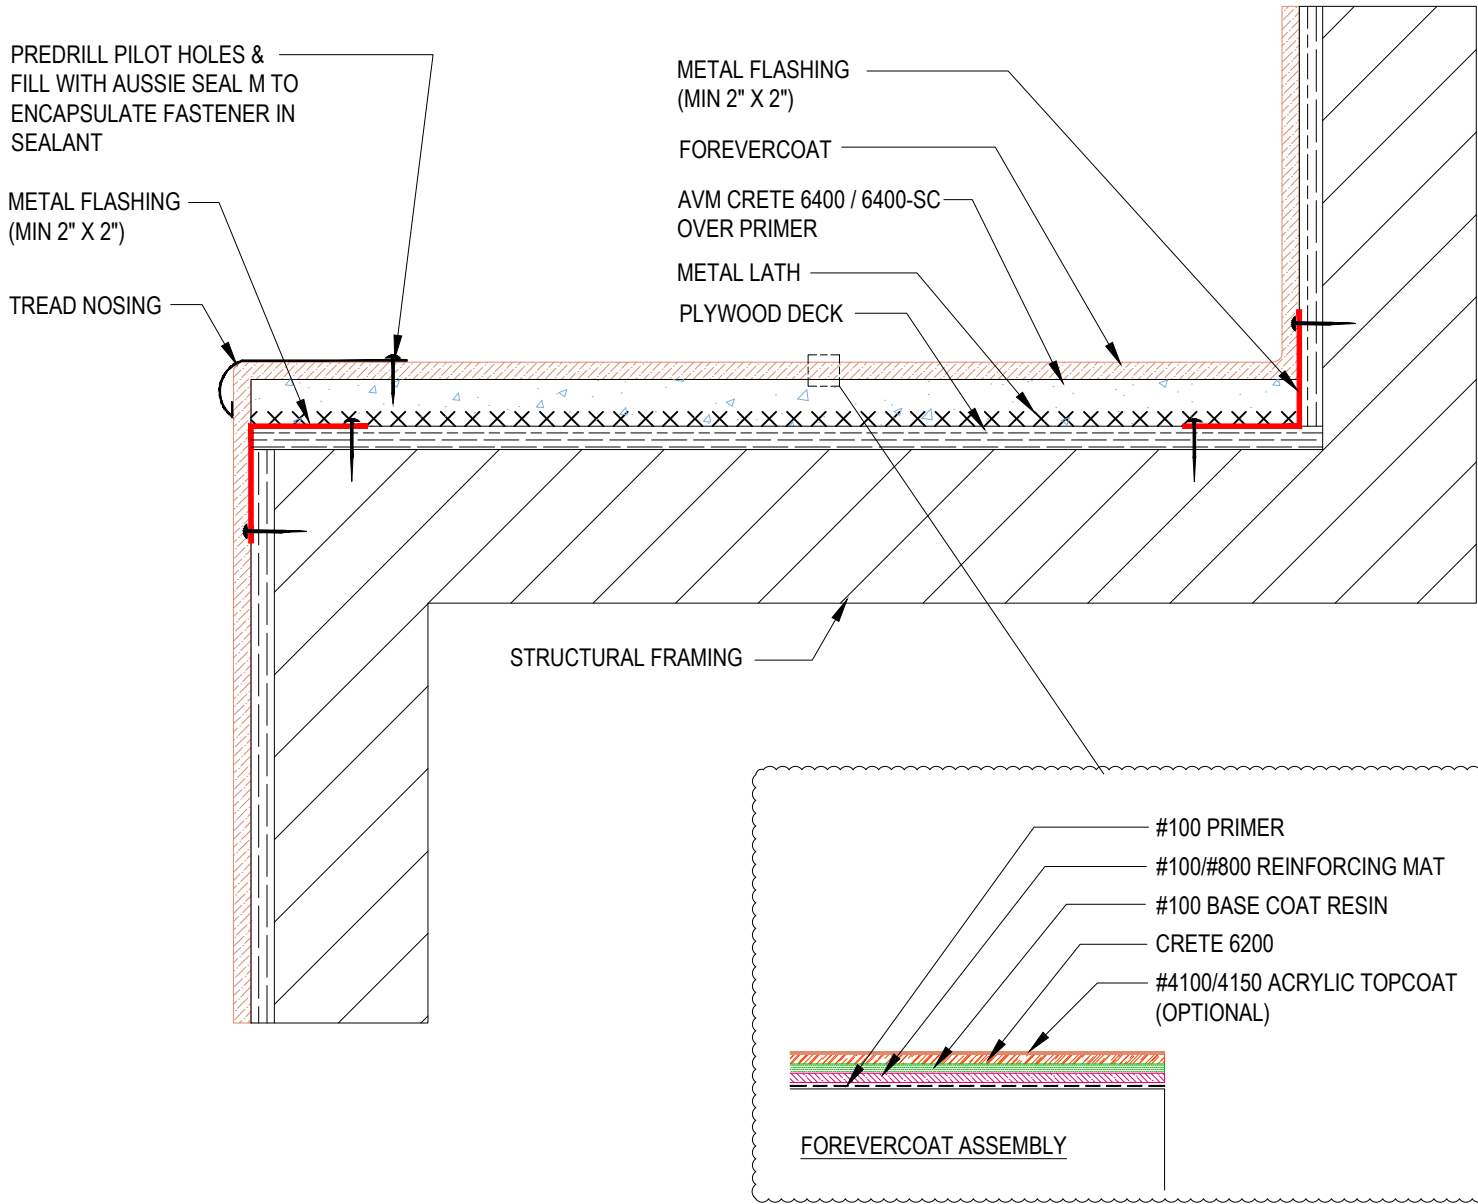 PREDRILL PILOT HOLES &
FILL WITH AUSSIE SEAL M TO
ENCAPSULATE FASTENER IN
SEALANT
METAL FLASHING
(MIN 2" X 2")
TREAD NOSING
METAL FLASHING
(MIN 2" X 2")
FOREVERCOAT
AVM CRETE 6400 / 6400-SC
OVER PRIMER
METAL LATH
PLYWOOD DECK
STRUCTURAL FRAMING
#100 PRIMER
#100/#800 REINFORCING MAT
#100 BASE COAT RESIN
CRETE 6200
#4100/4150 ACRYLIC TOPCOAT
(OPTIONAL)
FOREVERCOAT ASSEMBLY